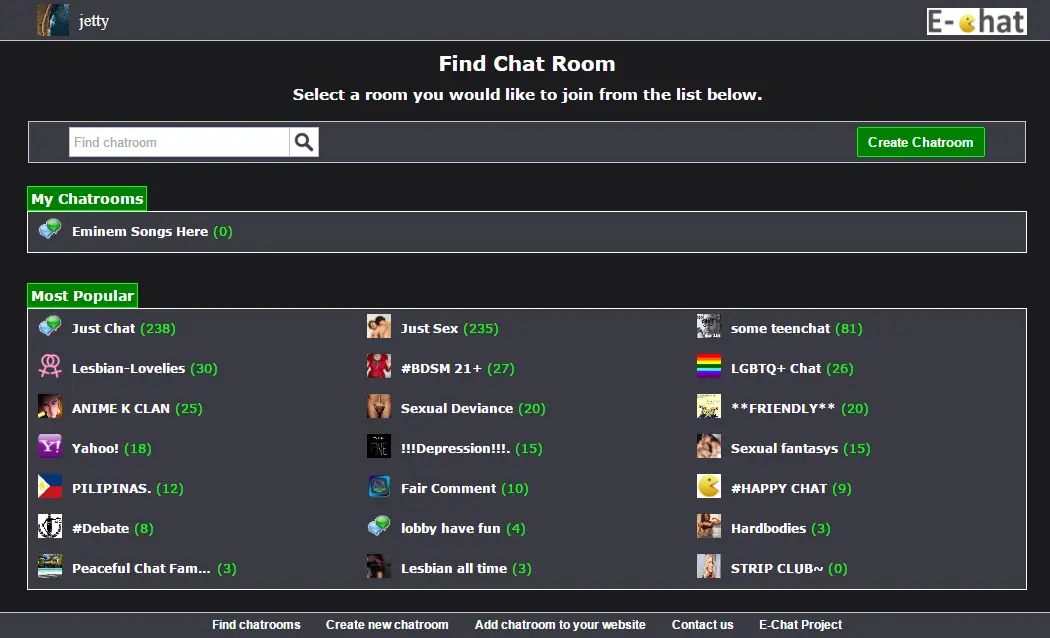 jetty
E-chat
Find Chat Room
Select a room you would like to join from the list below.
Find chatroom
Create Chatroom
My Chatrooms
Eminem Songs Here (0)
Most Popular
Just Chat (238) Just Sex (235) some teenchat (81)
Lesbian-Lovelies (30) #BDSM 21+ (27) LGBTQ+ Chat (26)
ANIME K CLAN (25) Sexual Deviance (20) **FRIENDLY** (20)
Yahoo! (18) !!!Depression!!!. (15) Sexual fantasys (15)
PILIPINAS. (12) Fair Comment (10) #HAPPY CHAT (9)
#Debate (8) lobby have fun (4) Hardbodies (3)
Peaceful Chat Fam... (3) Lesbian all time (3) STRIP CLUB~ (0)
Find chatrooms Create new chatroom Add chatroom to your website Contact us E-Chat Project